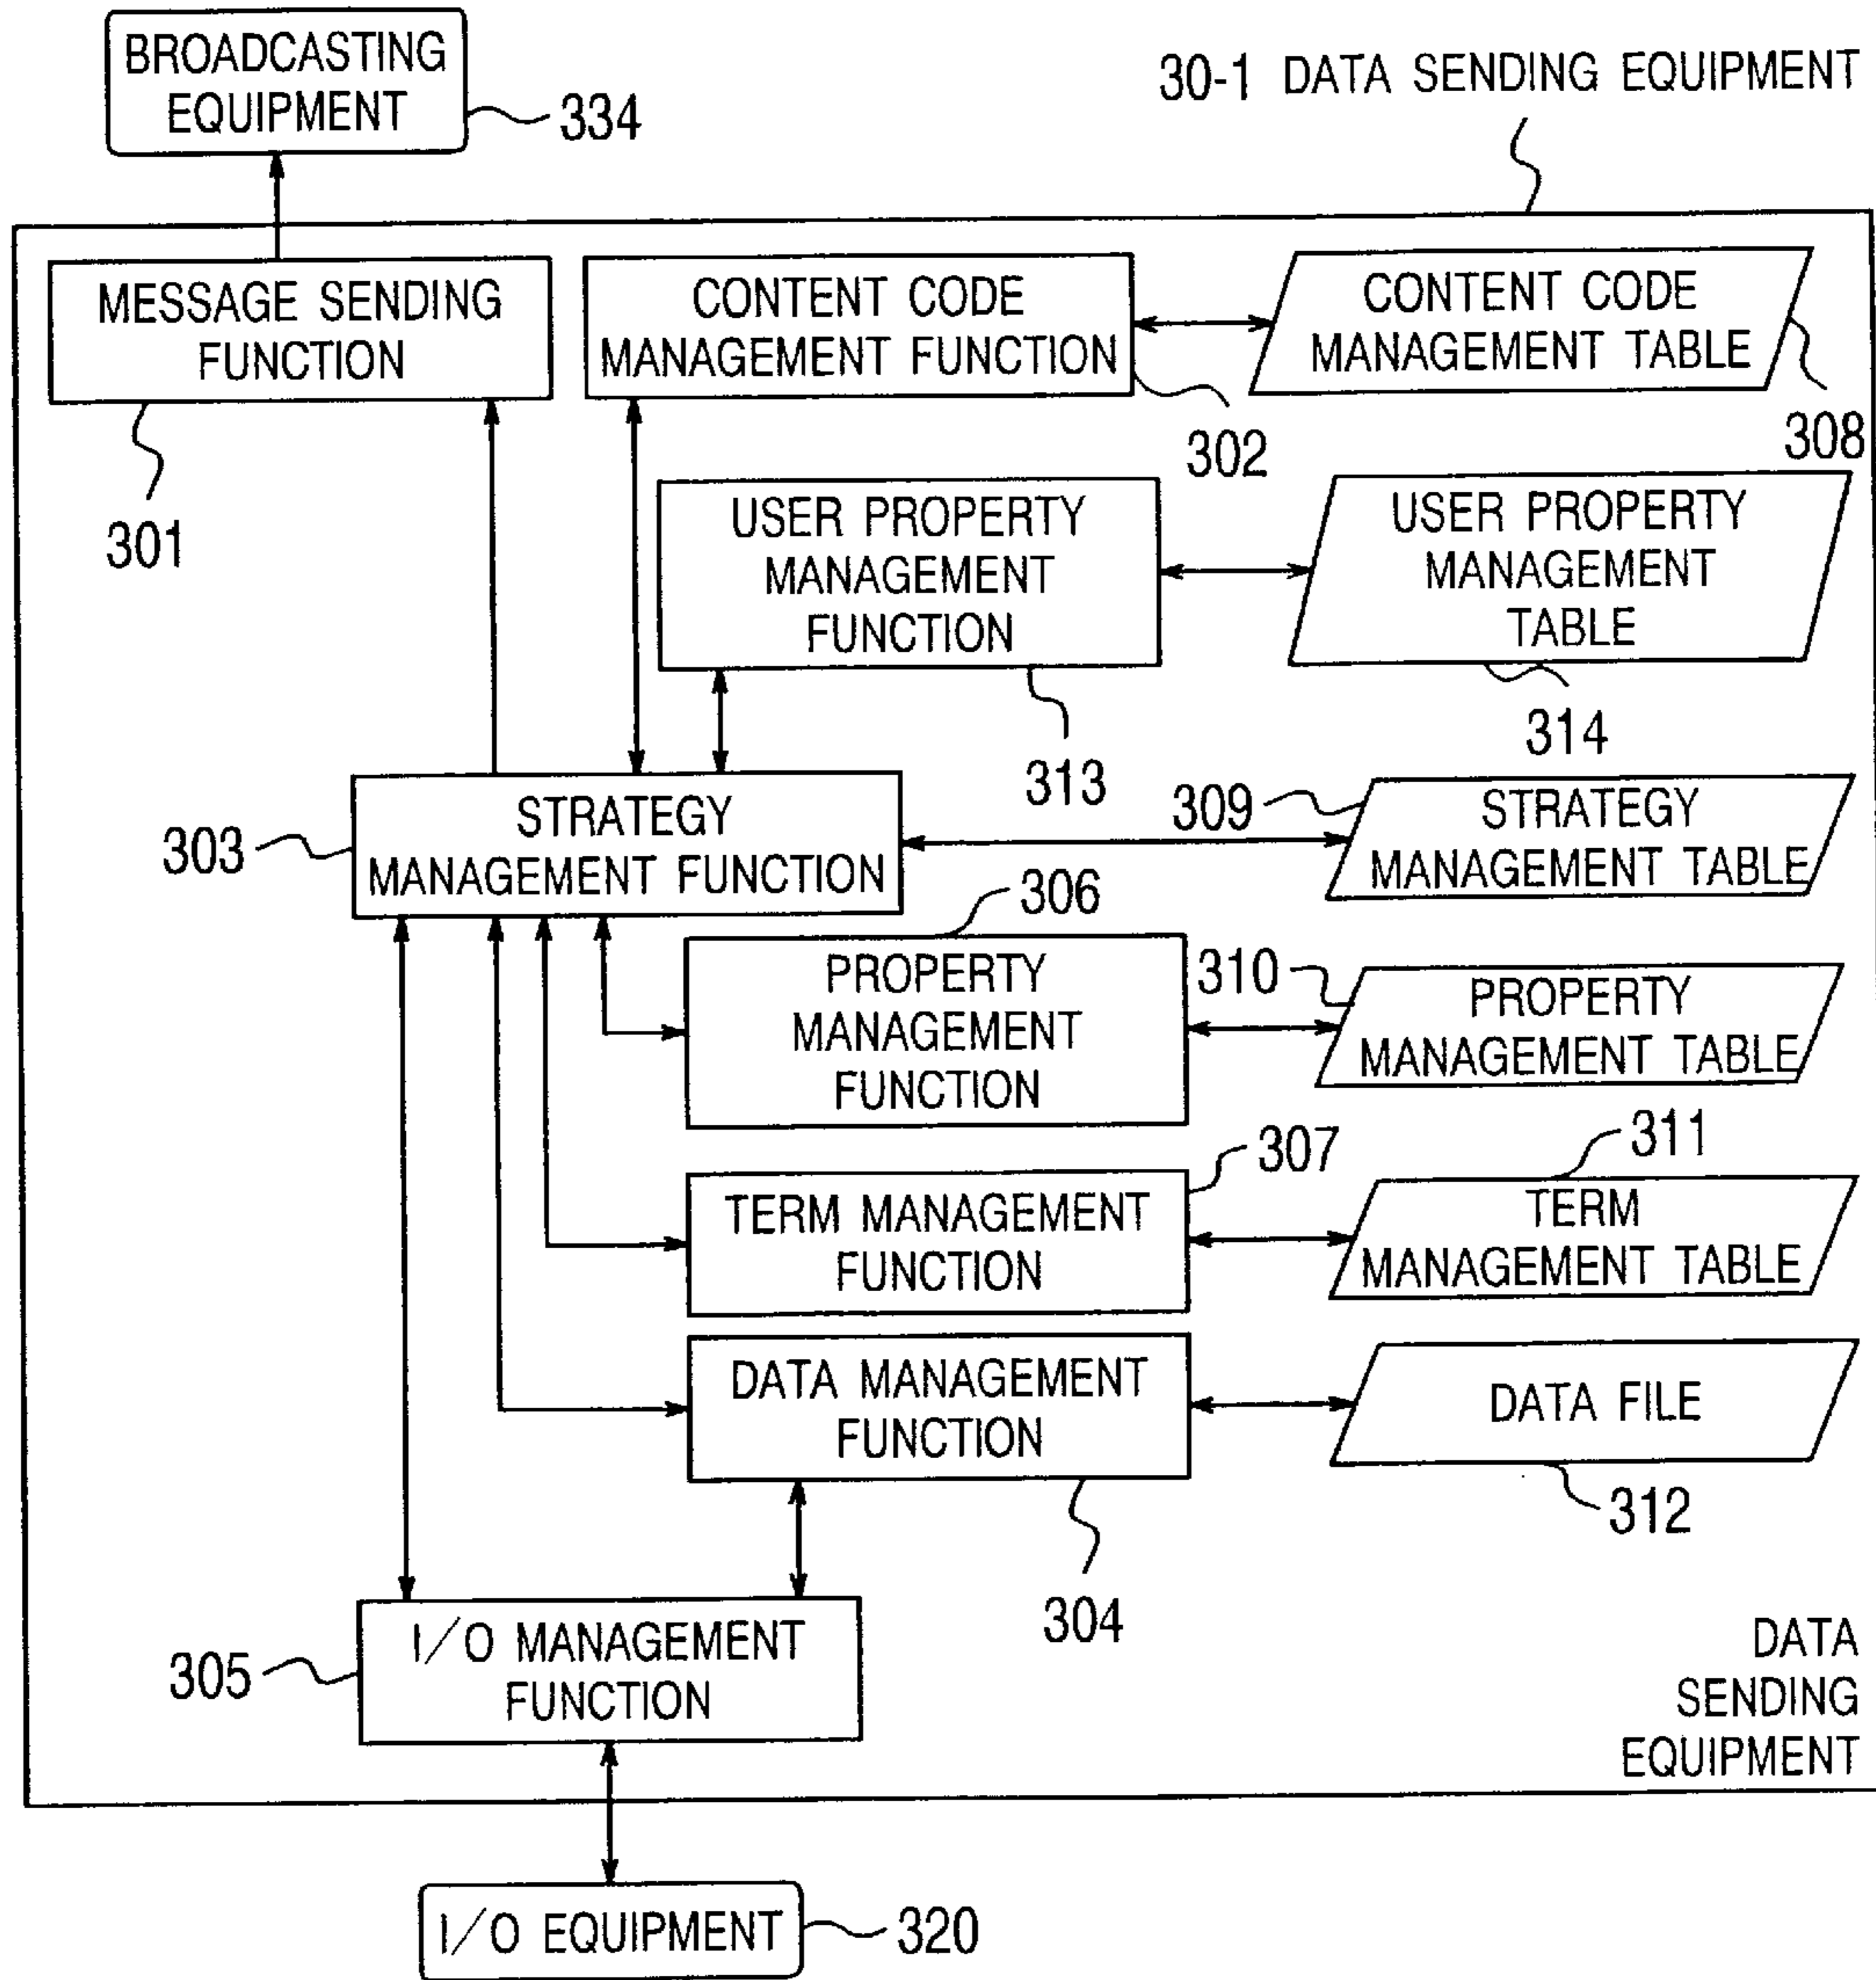 BROADCASTING
EQUIPMENT
334
30-1 DATA SENDING EQUIPMENT
MESSAGE SENDING
FUNCTION
301
CONTENT CODE
MANAGEMENT FUNCTION
302
CONTENT CODE
MANAGEMENT TABLE
308
USER PROPERTY
MANAGEMENT
FUNCTION
313
USER PROPERTY
MANAGEMENT
TABLE
314
303
STRATEGY
MANAGEMENT FUNCTION
309
STRATEGY
MANAGEMENT TABLE
306
PROPERTY
MANAGEMENT
FUNCTION
310
PROPERTY
MANAGEMENT TABLE
307
TERM MANAGEMENT
FUNCTION
311
TERM
MANAGEMENT TABLE
DATA MANAGEMENT
FUNCTION
304
DATA FILE
312
305
I/O MANAGEMENT
FUNCTION
DATA
SENDING
EQUIPMENT
I/O EQUIPMENT
320